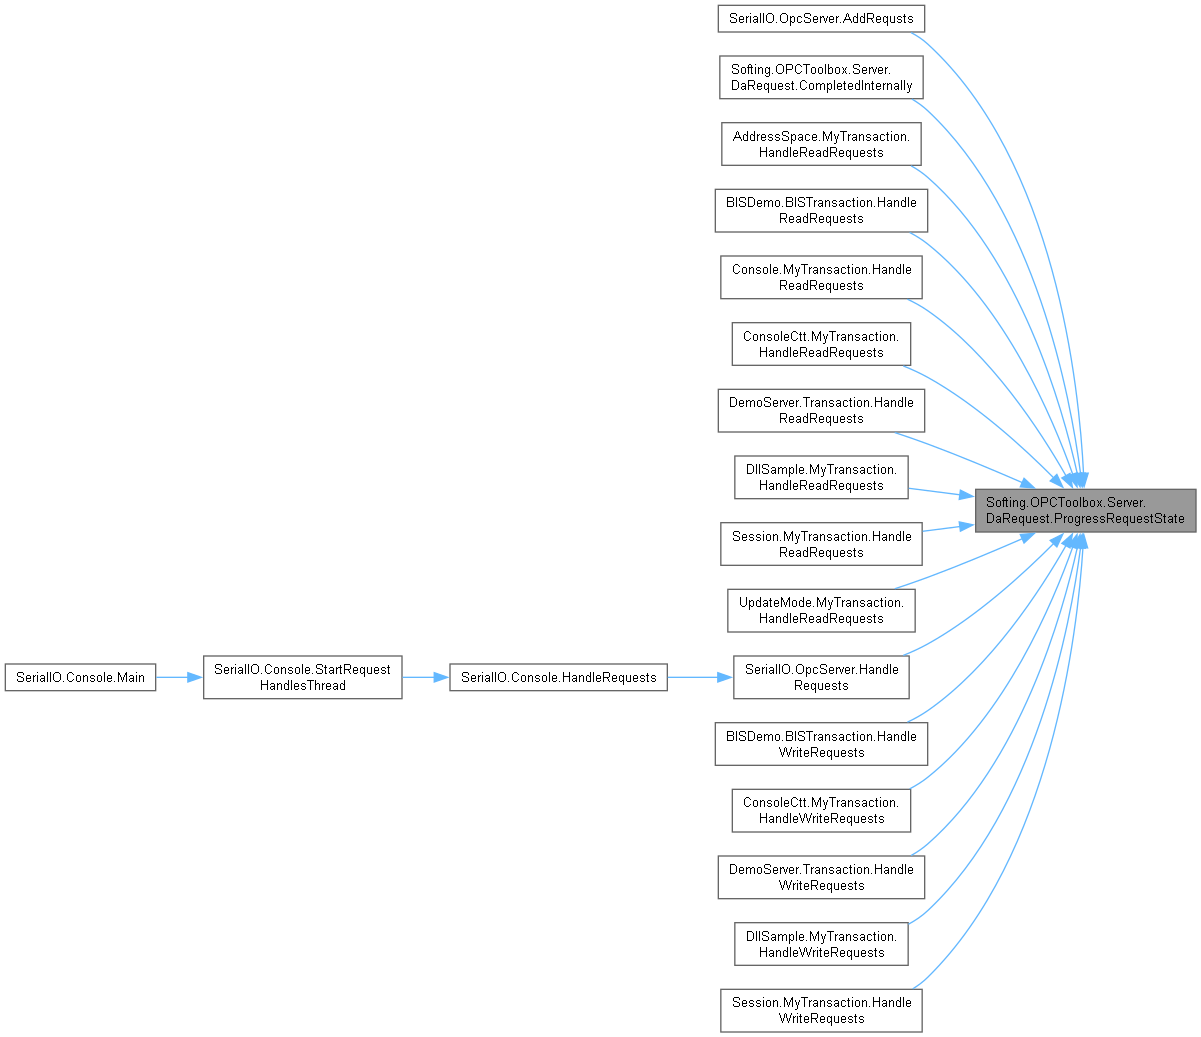 SerialIO.OpcServer.AddRequsts
Softing.OPCToolbox.Server.
DaRequest.CompletedInternally
AddressSpace.MyTransaction.
HandleReadRequests
BISDemo.BISTransaction.Handle
ReadRequests
Console.MyTransaction.Handle
ReadRequests
ConsoleCtt.MyTransaction.
HandleReadRequests
DemoServer.Transaction.Handle
ReadRequests
DllSample.MyTransaction.
HandleReadRequests
Softing.OPCToolbox.Server.
DaRequest.ProgressRequestState
Session.MyTransaction.Handle
ReadRequests
UpdateMode.MyTransaction.
HandleReadRequests
SerialIO.Console.Main
SerialIO.Console.StartRequest
HandlesThread
SerialIO.Console.HandleRequests
SerialIO.OpcServer.Handle
Requests
BISDemo.BISTransaction.Handle
WriteRequests
ConsoleCtt.MyTransaction.
HandleWriteRequests
DemoServer.Transaction.Handle
WriteRequests
DllSample.MyTransaction.
HandleWriteRequests
Session.MyTransaction.Handle
WriteRequests